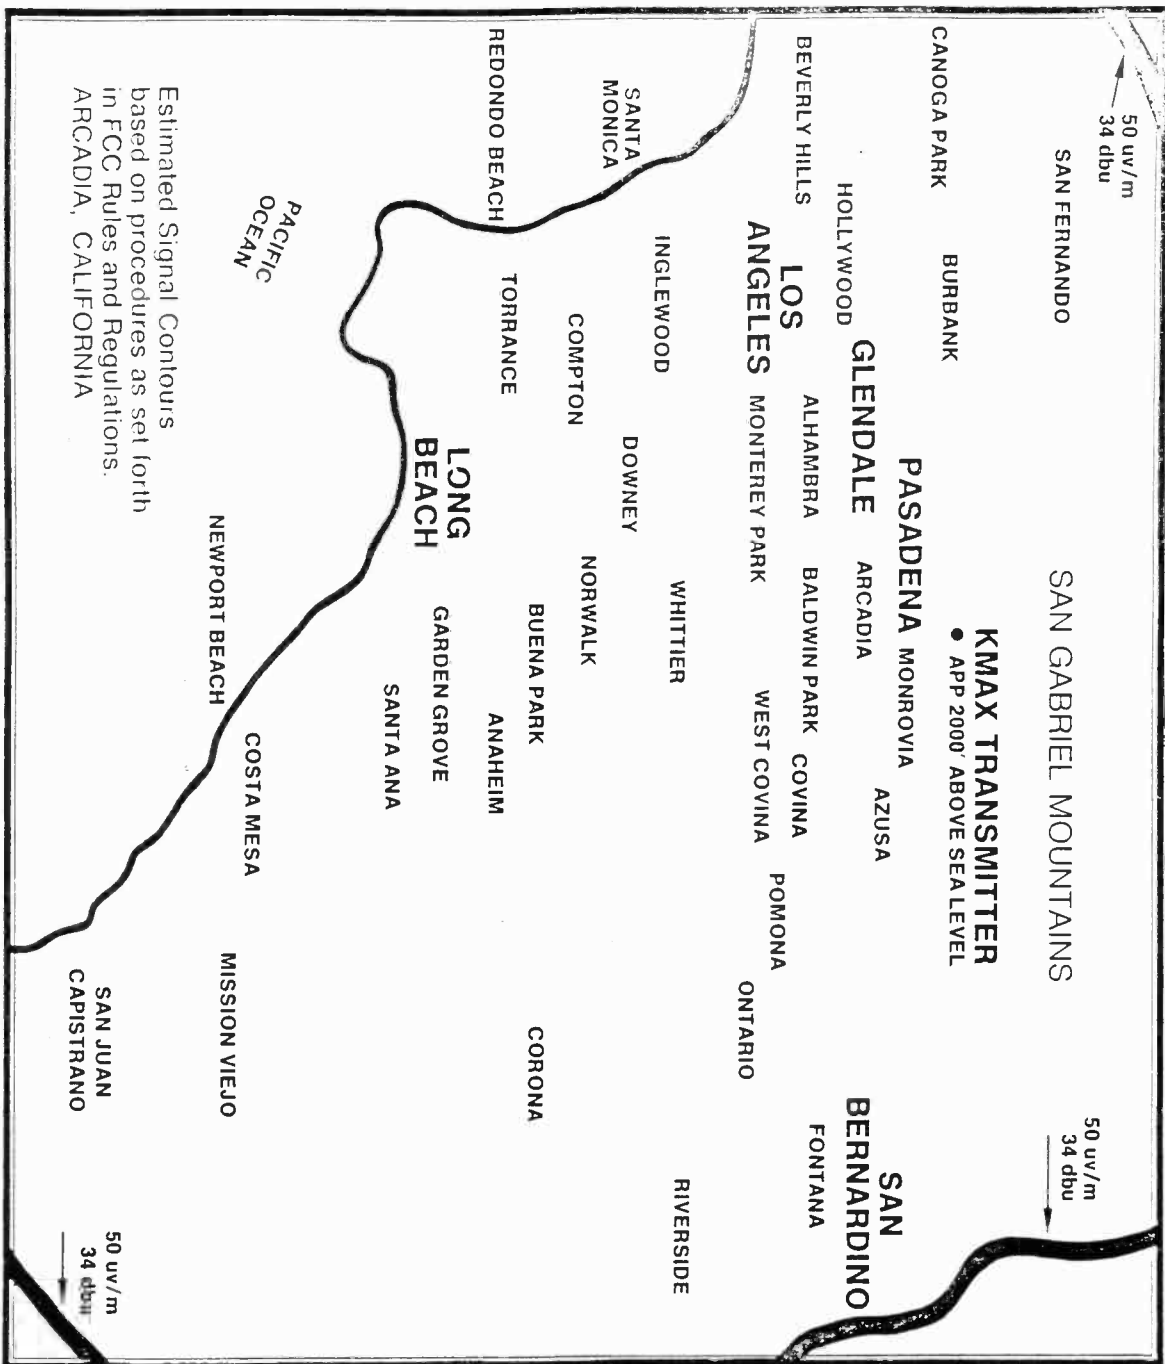 50 uv/m
34 dbu
SAN FERNANDO
SAN GABRIEL MOUNTAINS
50 uv/m
34 dbu
CANOGA PARK
BURBANK
KMAX TRANSMITTER
• APP 2000' ABOVE SEA LEVEL
PASADENA
MONROVIA
HOLLYWOOD
GLENDALE
ARCADIA
AZUSA
SAN
BERNARDINO
BEVERLY HILLS
LOS
ANGELES
ALHAMBRA
BALDWIN PARK
COVINA
FONTANA
MONTEREY PARK
WEST COVINA
POMONA
ONTARIO
SANTA
MONICA
INGLEWOOD
WHITTIER
RIVERSIDE
DOWNEY
COMPTON
NORWALK
REDONDO BEACH
TORRANCE
BUENA PARK
CORONA
ANAHEIM
LONG
BEACH
GARDEN GROVE
SANTA ANA
PACIFIC
OCEAN
NEWPORT BEACH
COSTA MESA
MISSION VIEJO
Estimated Signal Contours
based on procedures as set forth
in FCC Rules and Regulations.
ARCADIA, CALIFORNIA
SAN JUAN
CAPISTRANO
50 uv/m
34 dbu